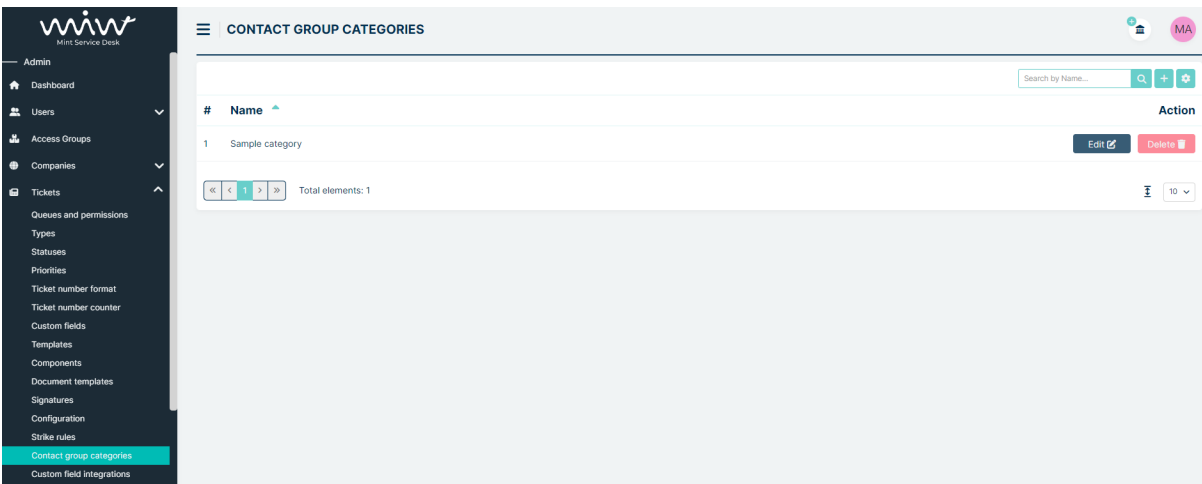 miwt
Mint Service Desk
Admin
Dashboard
Users
Access Groups
Companies
Tickets
Queues and permissions
Types
Statuses
Priorities
Ticket number format
Ticket number counter
Custom fields
Templates
Components
Document templates
Signatures
Configuration
Strike rules
Contact group categories
Custom field integrations
CONTACT GROUP CATEGORIES
MA
Search by Name...
# Name Action
1 Sample category Edit Delete
« < 1 > » Total elements: 1 10